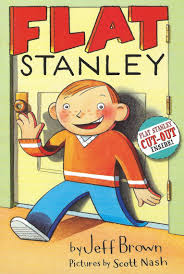 FLAT
STANLEY
FLAT STANLEY
CUT-OUT
INSIDE!
by Jeff Brown
Pictures by Scott Nash